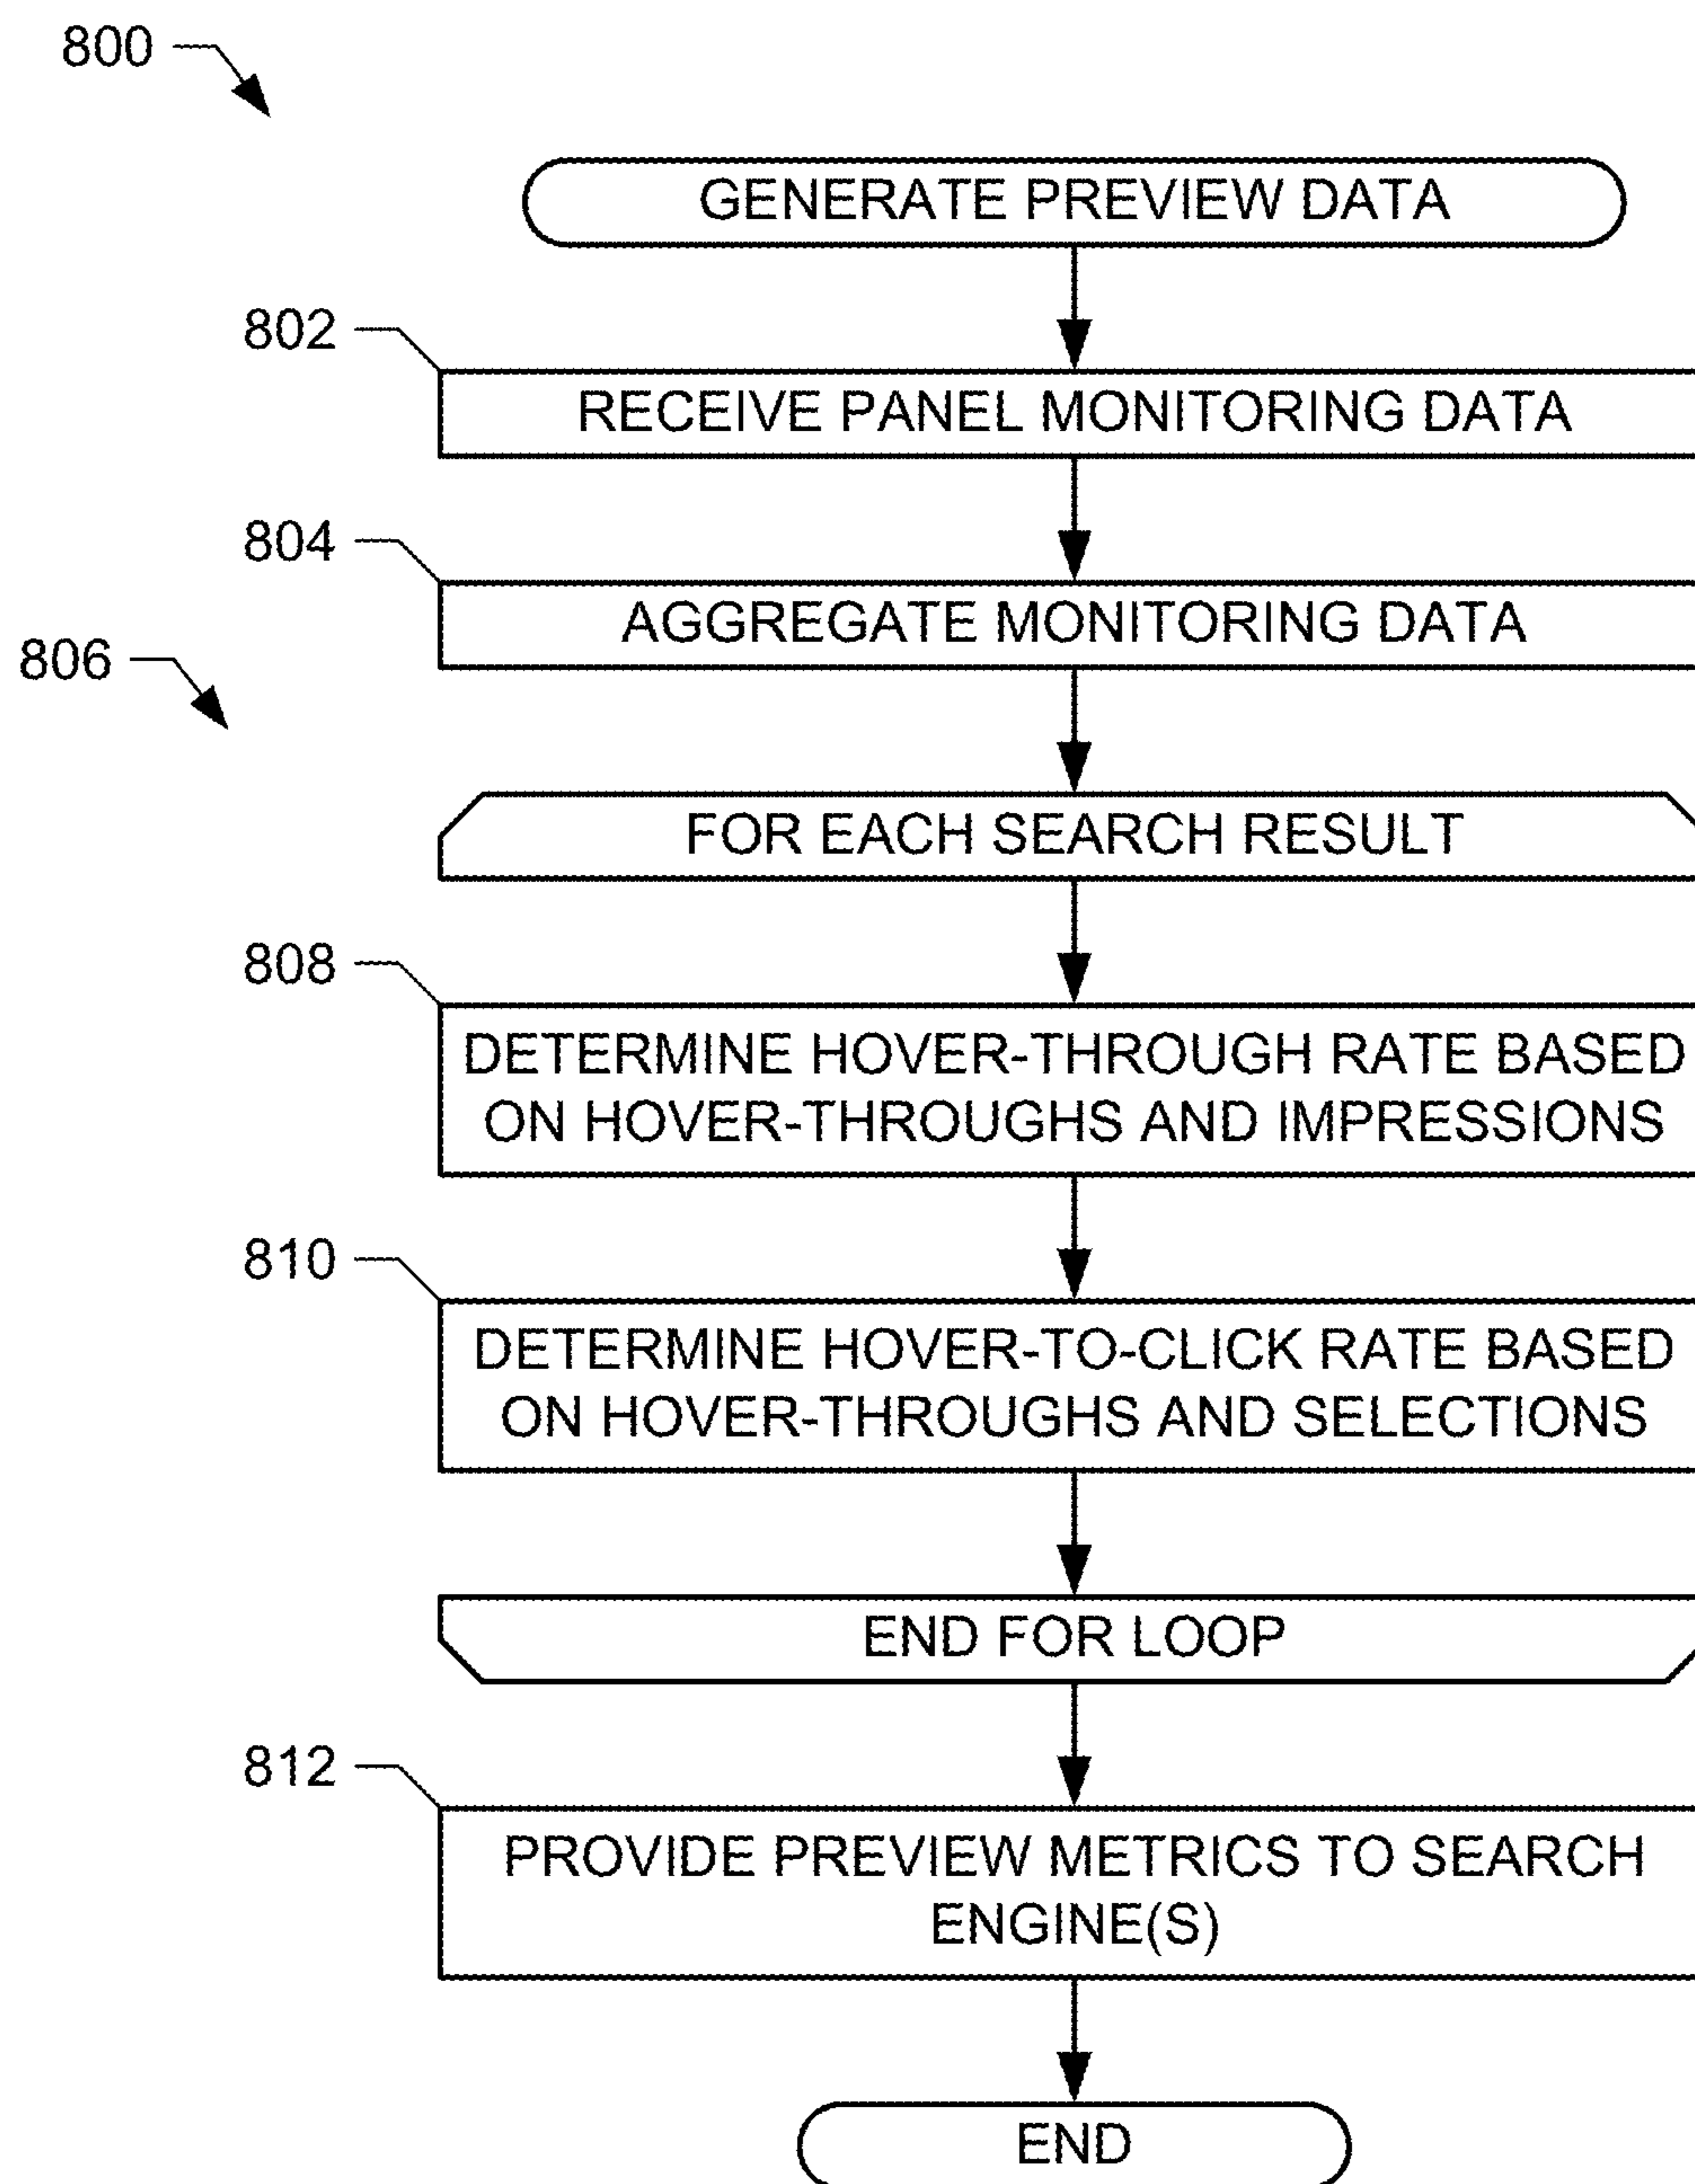 800
GENERATE PREVIEW DATA
802
RECEIVE PANEL MONITORING DATA
804
AGGREGATE MONITORING DATA
806
FOR EACH SEARCH RESULT
808
DETERMINE HOVER-THROUGH RATE BASED
ON HOVER-THROUGHS AND IMPRESSIONS
810
DETERMINE HOVER-TO-CLICK RATE BASED
ON HOVER-THROUGHS AND SELECTIONS
END FOR LOOP
812
PROVIDE PREVIEW METRICS TO SEARCH
ENGINE(S)
END